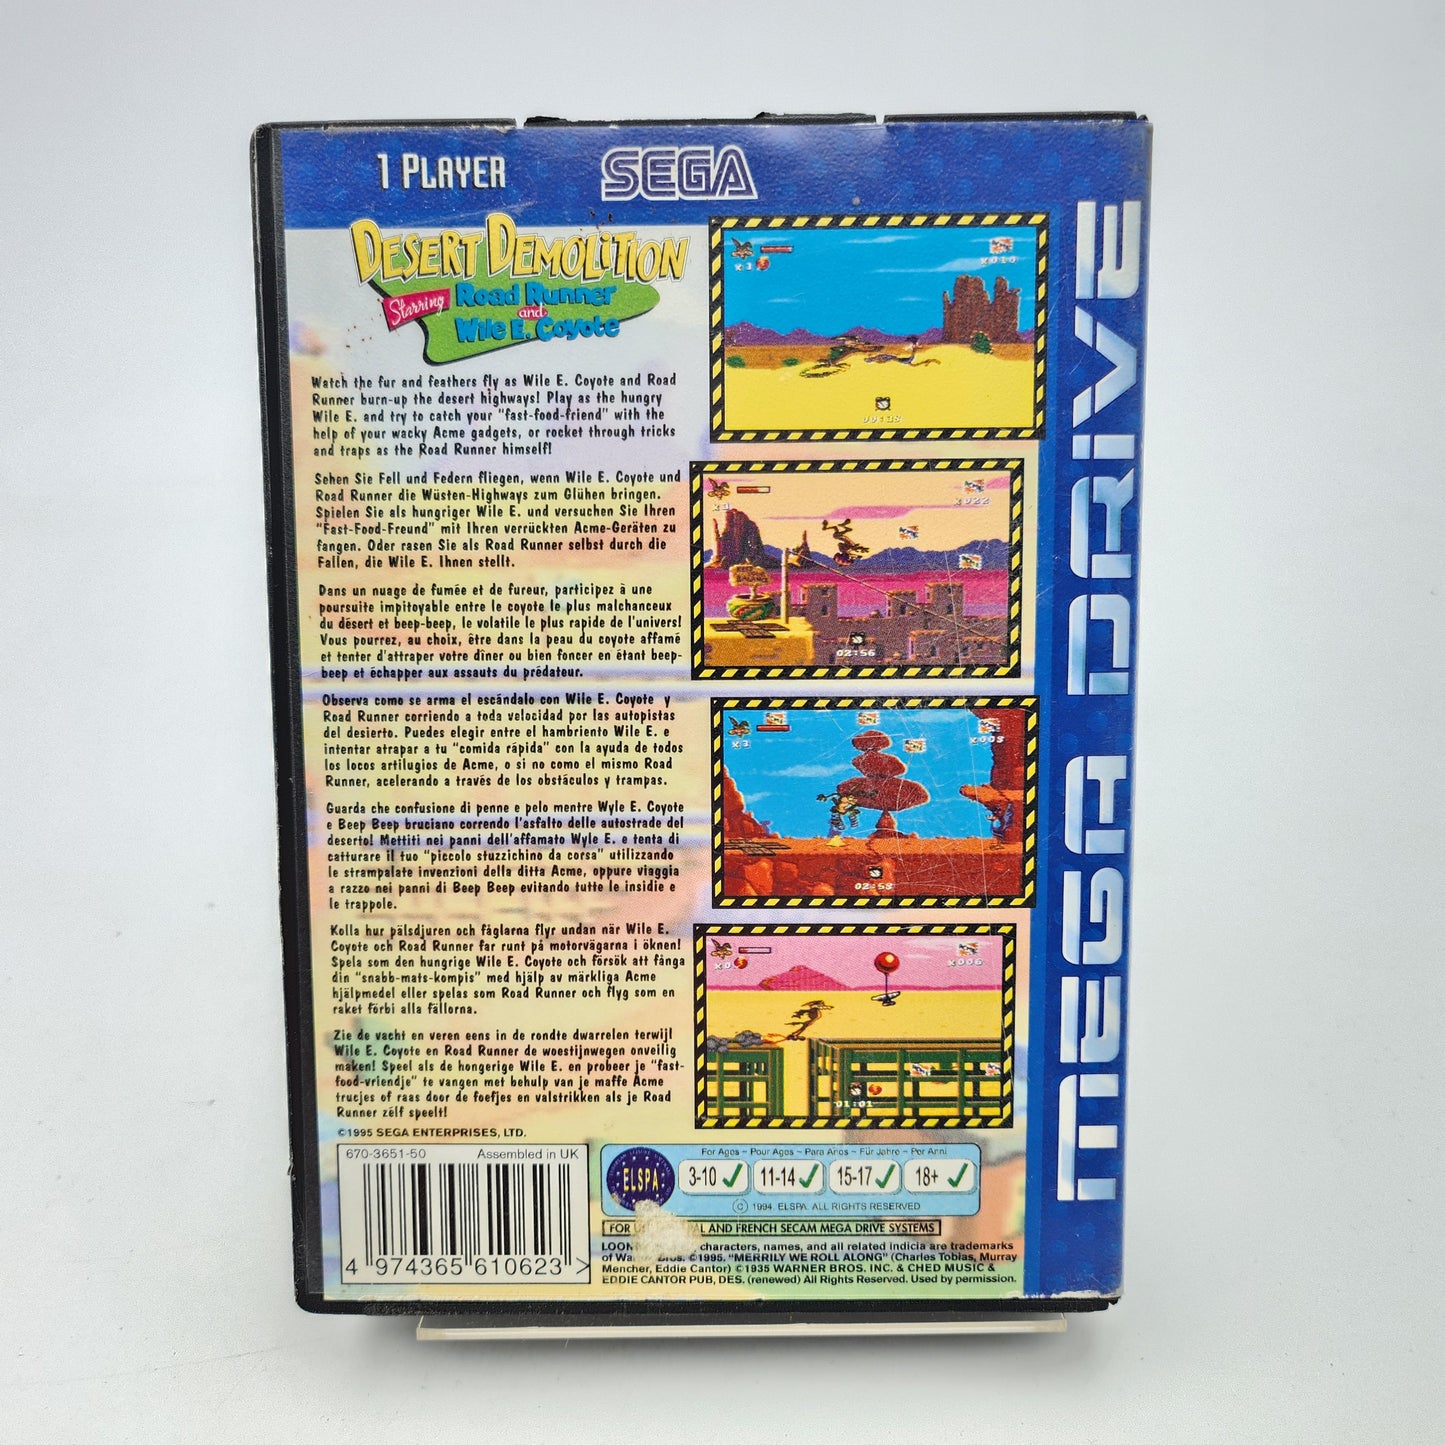 1 PLAYER
SEGA
DESERT DEMOLITION
Starring Road Runner
and
Wile E. Coyote
Watch the fur and feathers fly as Wile E. Coyote and Road
Runner burn-up the desert highways! Play as the hungry
Wile E. and try to catch your "fast-food-friend" with the
help of your wacky Acme gadgets, or rocket through tricks
and traps as the Road Runner himself!
Sehen Sie Fell und Federn fliegen, wenn Wile E. Coyote und
Road Runner die Wüsten-Highways zum Glühen bringen.
Spielen Sie als hungriger Wile E. und versuchen Sie Ihren
"Fast-Food-Freund" mit Ihren verrückten Acme-Geräten zu
fangen. Oder rasen Sie als Road Runner selbst durch die
Fallen, die Wile E. Ihnen stellt.
Dans un nuage de fumée et de fureur, participez à une
poursuite impitoyable entre le coyote le plus malchanceux
du désert et beep-beep, le volatile le plus rapide de l'univers!
Vous pourrez, au choix, être dans la peau du coyote affamé
et tenter d'attraper votre dîner ou bien foncer en étant beep-
beep et échapper aux assauts du prédateur.
Observa como se arma el escándalo con Wile E. Coyote y
Road Runner corriendo a toda velocidad por las autopistas
del desierto. Puedes elegir entre el hambriento Wile E. e
intentar atrapar a tu "comida rápida" con la ayuda de todos
los locos artilugios de Acme, o si no como el mismo Road
Runner, acelerando a través de los obstáculos y trampas.
Guarda che confusione di penne e pelo mentre Wyle E. Coyote
e Beep Beep bruciano correndo l'asfalto delle autostrade del
deserto! Mettiti nei panni dell'affamato Wyle E. e tenta di
catturare il tuo "piccolo stuzzichino da corsa" utilizzando
le strampalate invenzioni della ditta Acme, oppure viaggia
a razzo nei panni di Beep Beep evitando tutte le insidie e
le trappole.
Kolla hur pälsdjuren och fåglarna flyr undan när Wile E.
Coyote och Road Runner far runt på motorvägarna i öknen!
Spela som den hungrige Wile E. Coyote och försök att fånga
din "snabb-mats-kompis" med hjälp av märkliga Acme
hjälpmedel eller spelas som Road Runner och flyg som en
raket förbi alla fällorna.
Zie de vacht en veren eens in de rondte dwarrelen terwijl
Wile E. Coyote en Road Runner de woestijnwegen onveilig
maken! Speel als de hongerige Wile E. en probeer je "fast-
food-vriendje" te vangen met behulp van je maffe Acme
trucjes of raas door de foefjes en valstrikken als je Road
Runner zélf speelt!
©1995 SEGA ENTERPRISES, LTD.
670-3651-50 Assembled in UK
4 974365 610623 >
ELSPA
For Ages ~ Pour Ages ~ Para Años ~ Für Jahre ~ Per Anni
3-10 ✓ 11-14 ✓ 15-17 ✓ 18+ ✓
© 1994 ELSPA. ALL RIGHTS RESERVED
FOR AND FRENCH SECAM MEGA DRIVE SYSTEMS
characters, names, and all related indicia are trademarks
of Bros. ©1995. "MERRILY WE ROLL ALONG" (Charles Tobias, Murray
Mencher, Eddie Cantor) ©1935 WARNER BROS. INC. & CHED MUSIC &
EDDIE CANTOR PUB, DES. (renewed) All Rights Reserved. Used by permission.
x3
x010
00:28
x3
x022
02:56
x3
x005
02:58
x0
x006
01:01
MEGA DRIVE